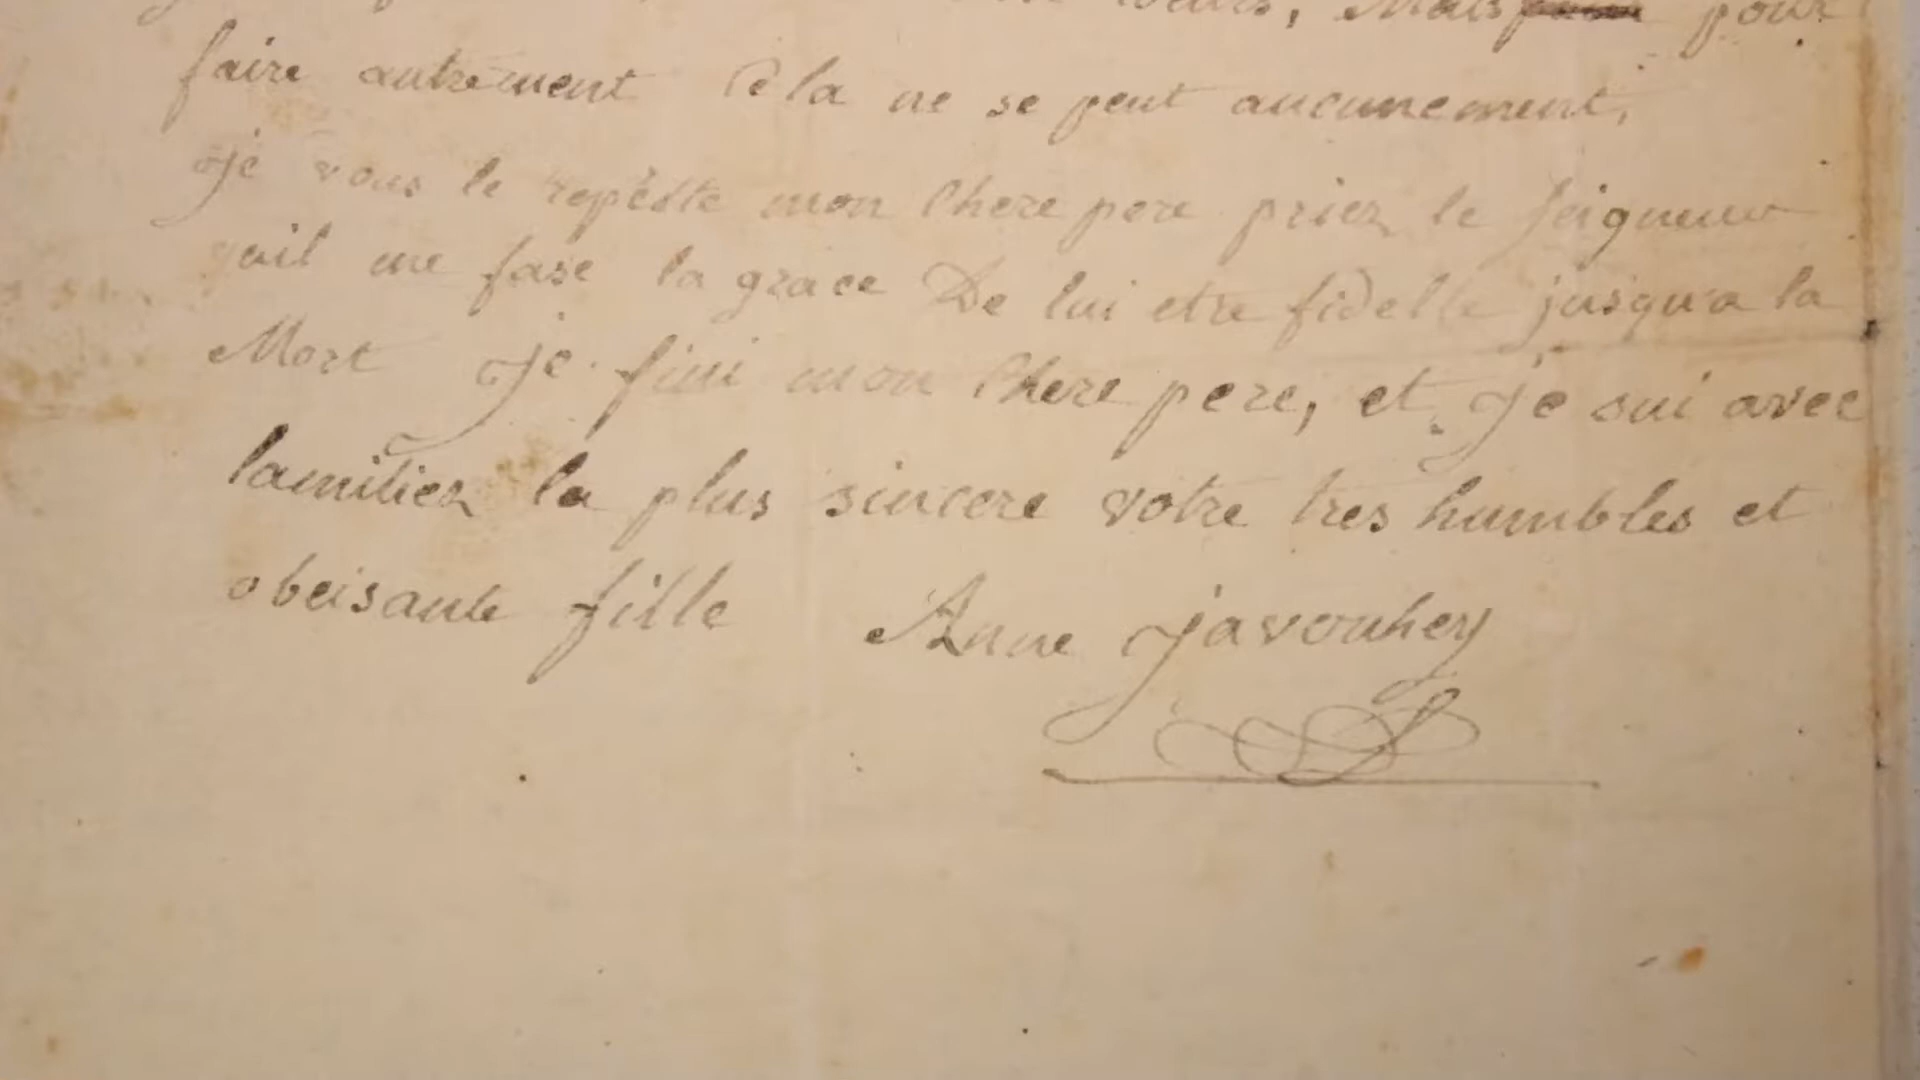 Mais pour
faire autrement Cela ne se peut aucunement,
je vous le repéste mon Chere pere priez le seigneur
quil me fase la grace De lui etre fidelle jusqua la
Mort je fini mon Chere pere, et je sui avec
lamitiez la plus sincere votre tres humbles et
obeisante fille Anne Javouhey